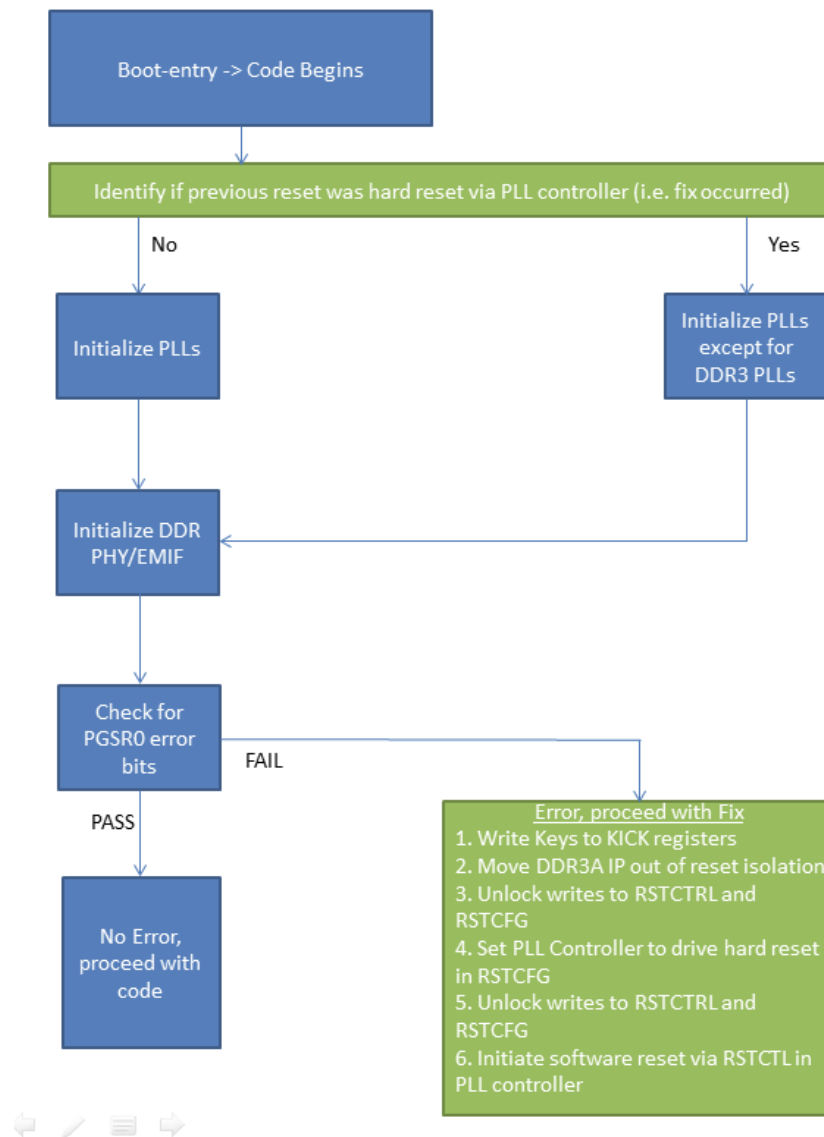 Boot-entry -> Code Begins
Identify if previous reset was hard reset via PLL controller (i.e. fix occurred)
No
Yes
Initialize PLLs
Initialize PLLs
except for
DDR3 PLLs
Initialize DDR
PHY/EMIF
Check for
PGSR0 error
bits
FAIL
PASS
Error, proceed with Fix
1. Write Keys to KICK registers
2. Move DDR3A IP out of reset isolation
3. Unlock writes to RSTCTRL and
RSTCFG
4. Set PLL Controller to drive hard reset
in RSTCFG
5. Unlock writes to RSTCTRL and
RSTCFG
6. Initiate software reset via RSTCTL in
PLL controller
No Error,
proceed with
code